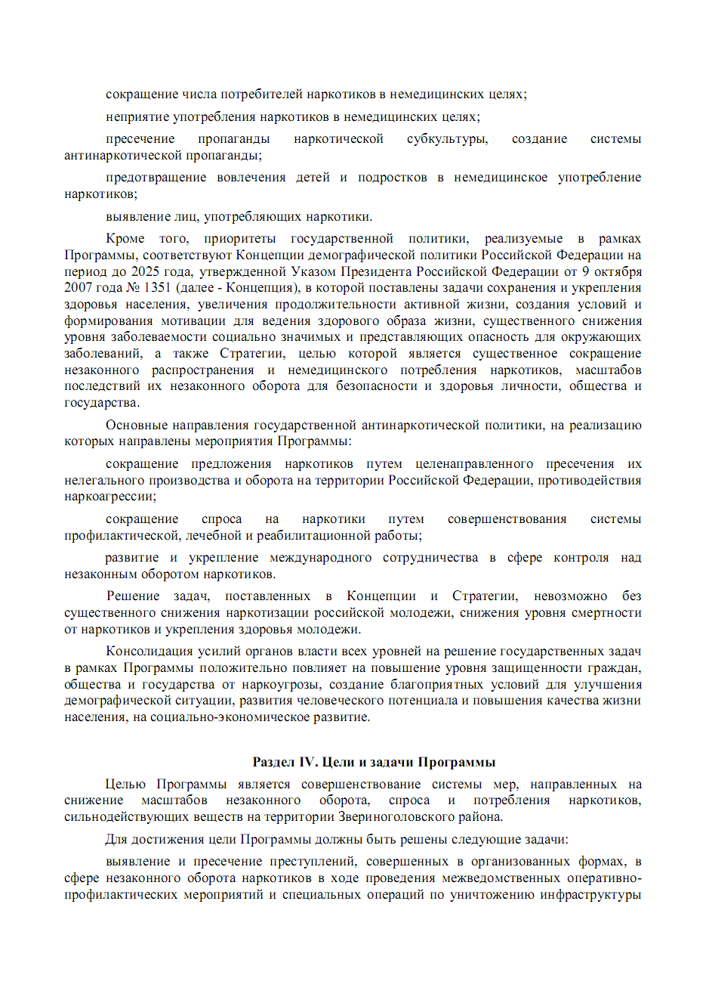 сокращение числа потребителей наркотиков в немедицинских целях;
неприятие употребления наркотиков в немедицинских целях;
пресечение пропаганды наркотической субкультуры, создание системы
антинаркотической пропаганды;
предотвращение вовлечения детей и подростков в немедицинское употребление
наркотиков;
выявление лиц, употребляющих наркотики.
Кроме того, приоритеты государственной политики, реализуемые в рамках
Программы, соответствуют Концепции демографической политики Российской Федерации на
период до 2025 года, утвержденной Указом Президента Российской Федерации от 9 октября
2007 года № 1351 (далее - Концепция), в которой поставлены задачи сохранения и укрепления
здоровья населения, увеличения продолжительности активной жизни, создания условий и
формирования мотивации для ведения здорового образа жизни, существенного снижения
уровня заболеваемости социально значимых и представляющих опасность для окружающих
заболеваний, а также Стратегии, целью которой является существенное сокращение
незаконного распространения и немедицинского потребления наркотиков, масштабов
последствий их незаконного оборота для безопасности и здоровья личности, общества и
государства.
Основные направления государственной антинаркотической политики, на реализацию
которых направлены мероприятия Программы:
сокращение предложения наркотиков путем целенаправленного пресечения их
нелегального производства и оборота на территории Российской Федерации, противодействия
наркоагрессии;
сокращение спроса на наркотики путем совершенствования системы
профилактической, лечебной и реабилитационной работы;
развитие и укрепление международного сотрудничества в сфере контроля над
незаконным оборотом наркотиков.
Решение задач, поставленных в Концепции и Стратегии, невозможно без
существенного снижения наркотизации российской молодежи, снижения уровня смертности
от наркотиков и укрепления здоровья молодежи.
Консолидация усилий органов власти всех уровней на решение государственных задач
в рамках Программы положительно повлияет на повышение уровня защищенности граждан,
общества и государства от наркоугрозы, создание благоприятных условий для улучшения
демографической ситуации, развития человеческого потенциала и повышения качества жизни
населения, на социально-экономическое развитие.
Раздел IV. Цели и задачи Программы
Целью Программы является совершенствование системы мер, направленных на
снижение масштабов незаконного оборота, спроса и потребления наркотиков,
сильнодействующих веществ на территории Звериноголовского района.
Для достижения цели Программы должны быть решены следующие задачи:
выявление и пресечение преступлений, совершенных в организованных формах, в
сфере незаконного оборота наркотиков в ходе проведения межведомственных оперативно-
профилактических мероприятий и специальных операций по уничтожению инфраструктуры